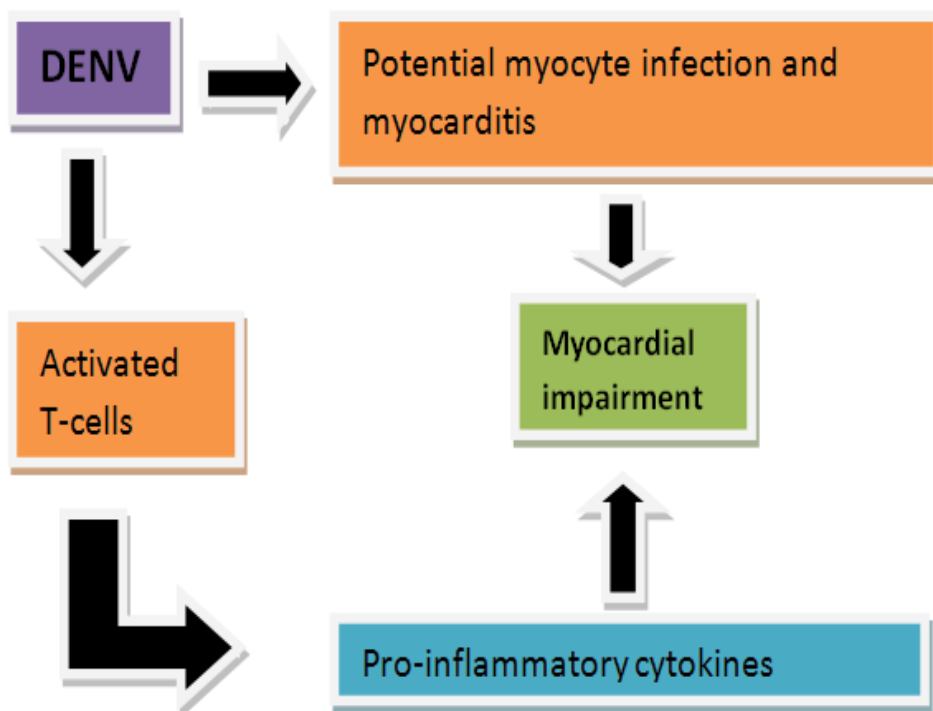 DENV
Potential myocyte infection and
myocarditis
Activated
T-cells
Myocardial
impairment
Pro-inflammatory cytokines